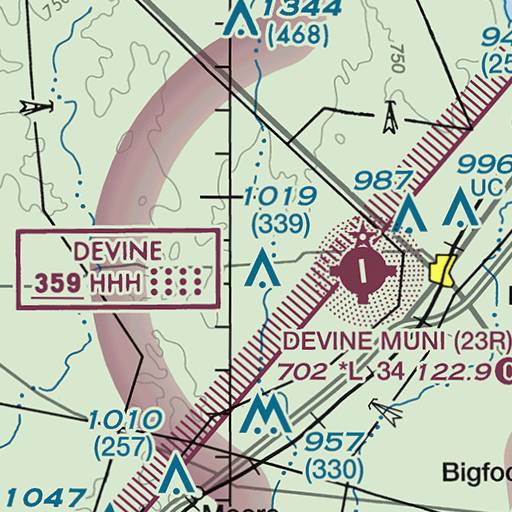 750
1344
(468)
750
94
(25
1019
(339)
987
996
UC
DEVINE
359 HHH
DEVINE MUNI (23R)
702 *L 34 122.9 C
1010
(257)
957
(330)
Bigfoo
1047
Moore